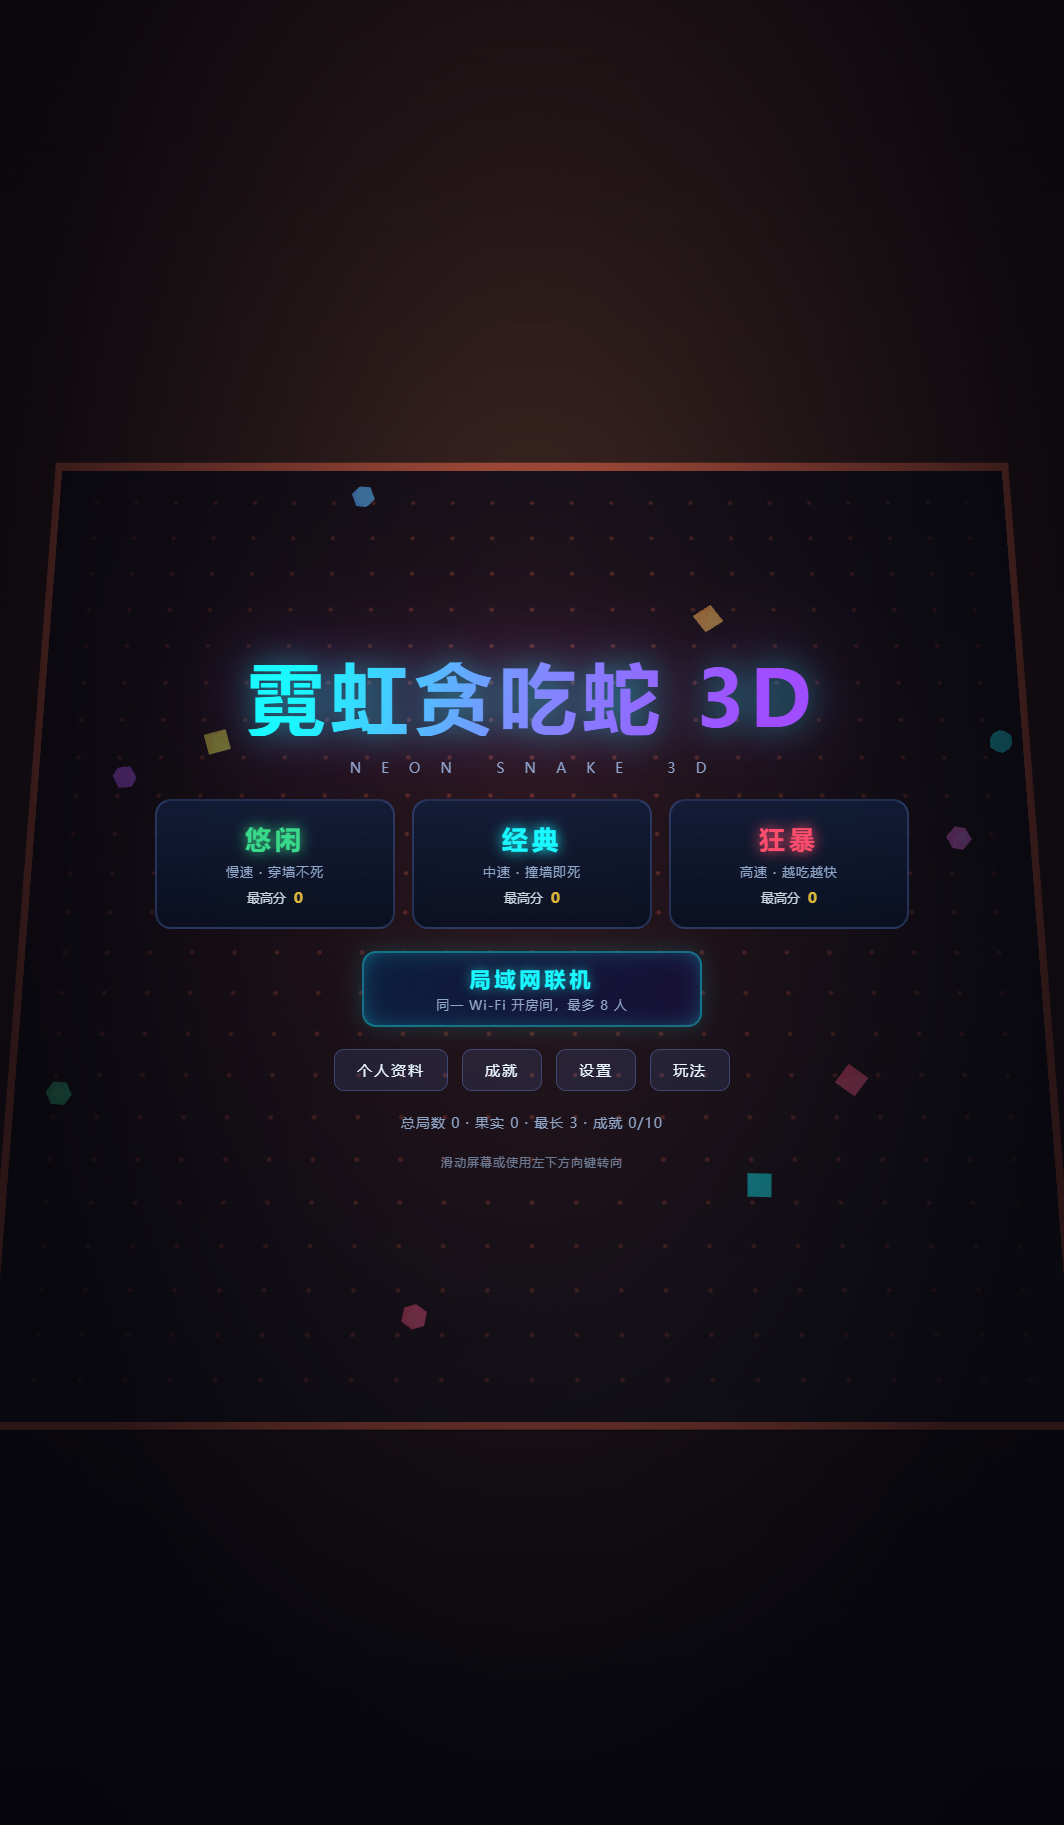 霓虹贪吃蛇 3D
NEON SNAKE 3D
悠闲
慢速 · 穿墙不死
最高分 0
经典
中速 · 撞墙即死
最高分 0
狂暴
高速 · 越吃越快
最高分 0
局域网联机
同一 Wi-Fi 开房间，最多 8 人
个人资料 成就 设置 玩法
总局数 0 · 果实 0 · 最长 3 · 成就 0/10
滑动屏幕或使用左下方向键转向